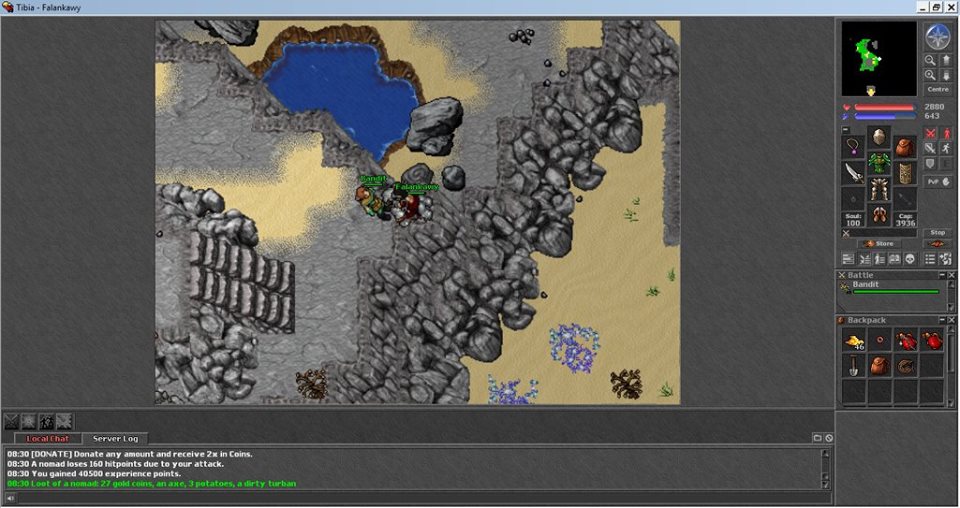 Tibia - Falankawy
Centre
2880
643
Bandit
Falankawy
PvP
Soul:
100
Cap:
3936
Stop
Store
Battle
Bandit
Backpack
46
Local Chat
Server Log
08:30 [DONATE] Donate any amount and receive 2x in Coins.
08:30 A nomad loses 160 hitpoints due to your attack.
08:30 You gained 40500 experience points.
08:30 Loot of a nomad: 27 gold coins, an axe, 3 potatoes, a dirty turban